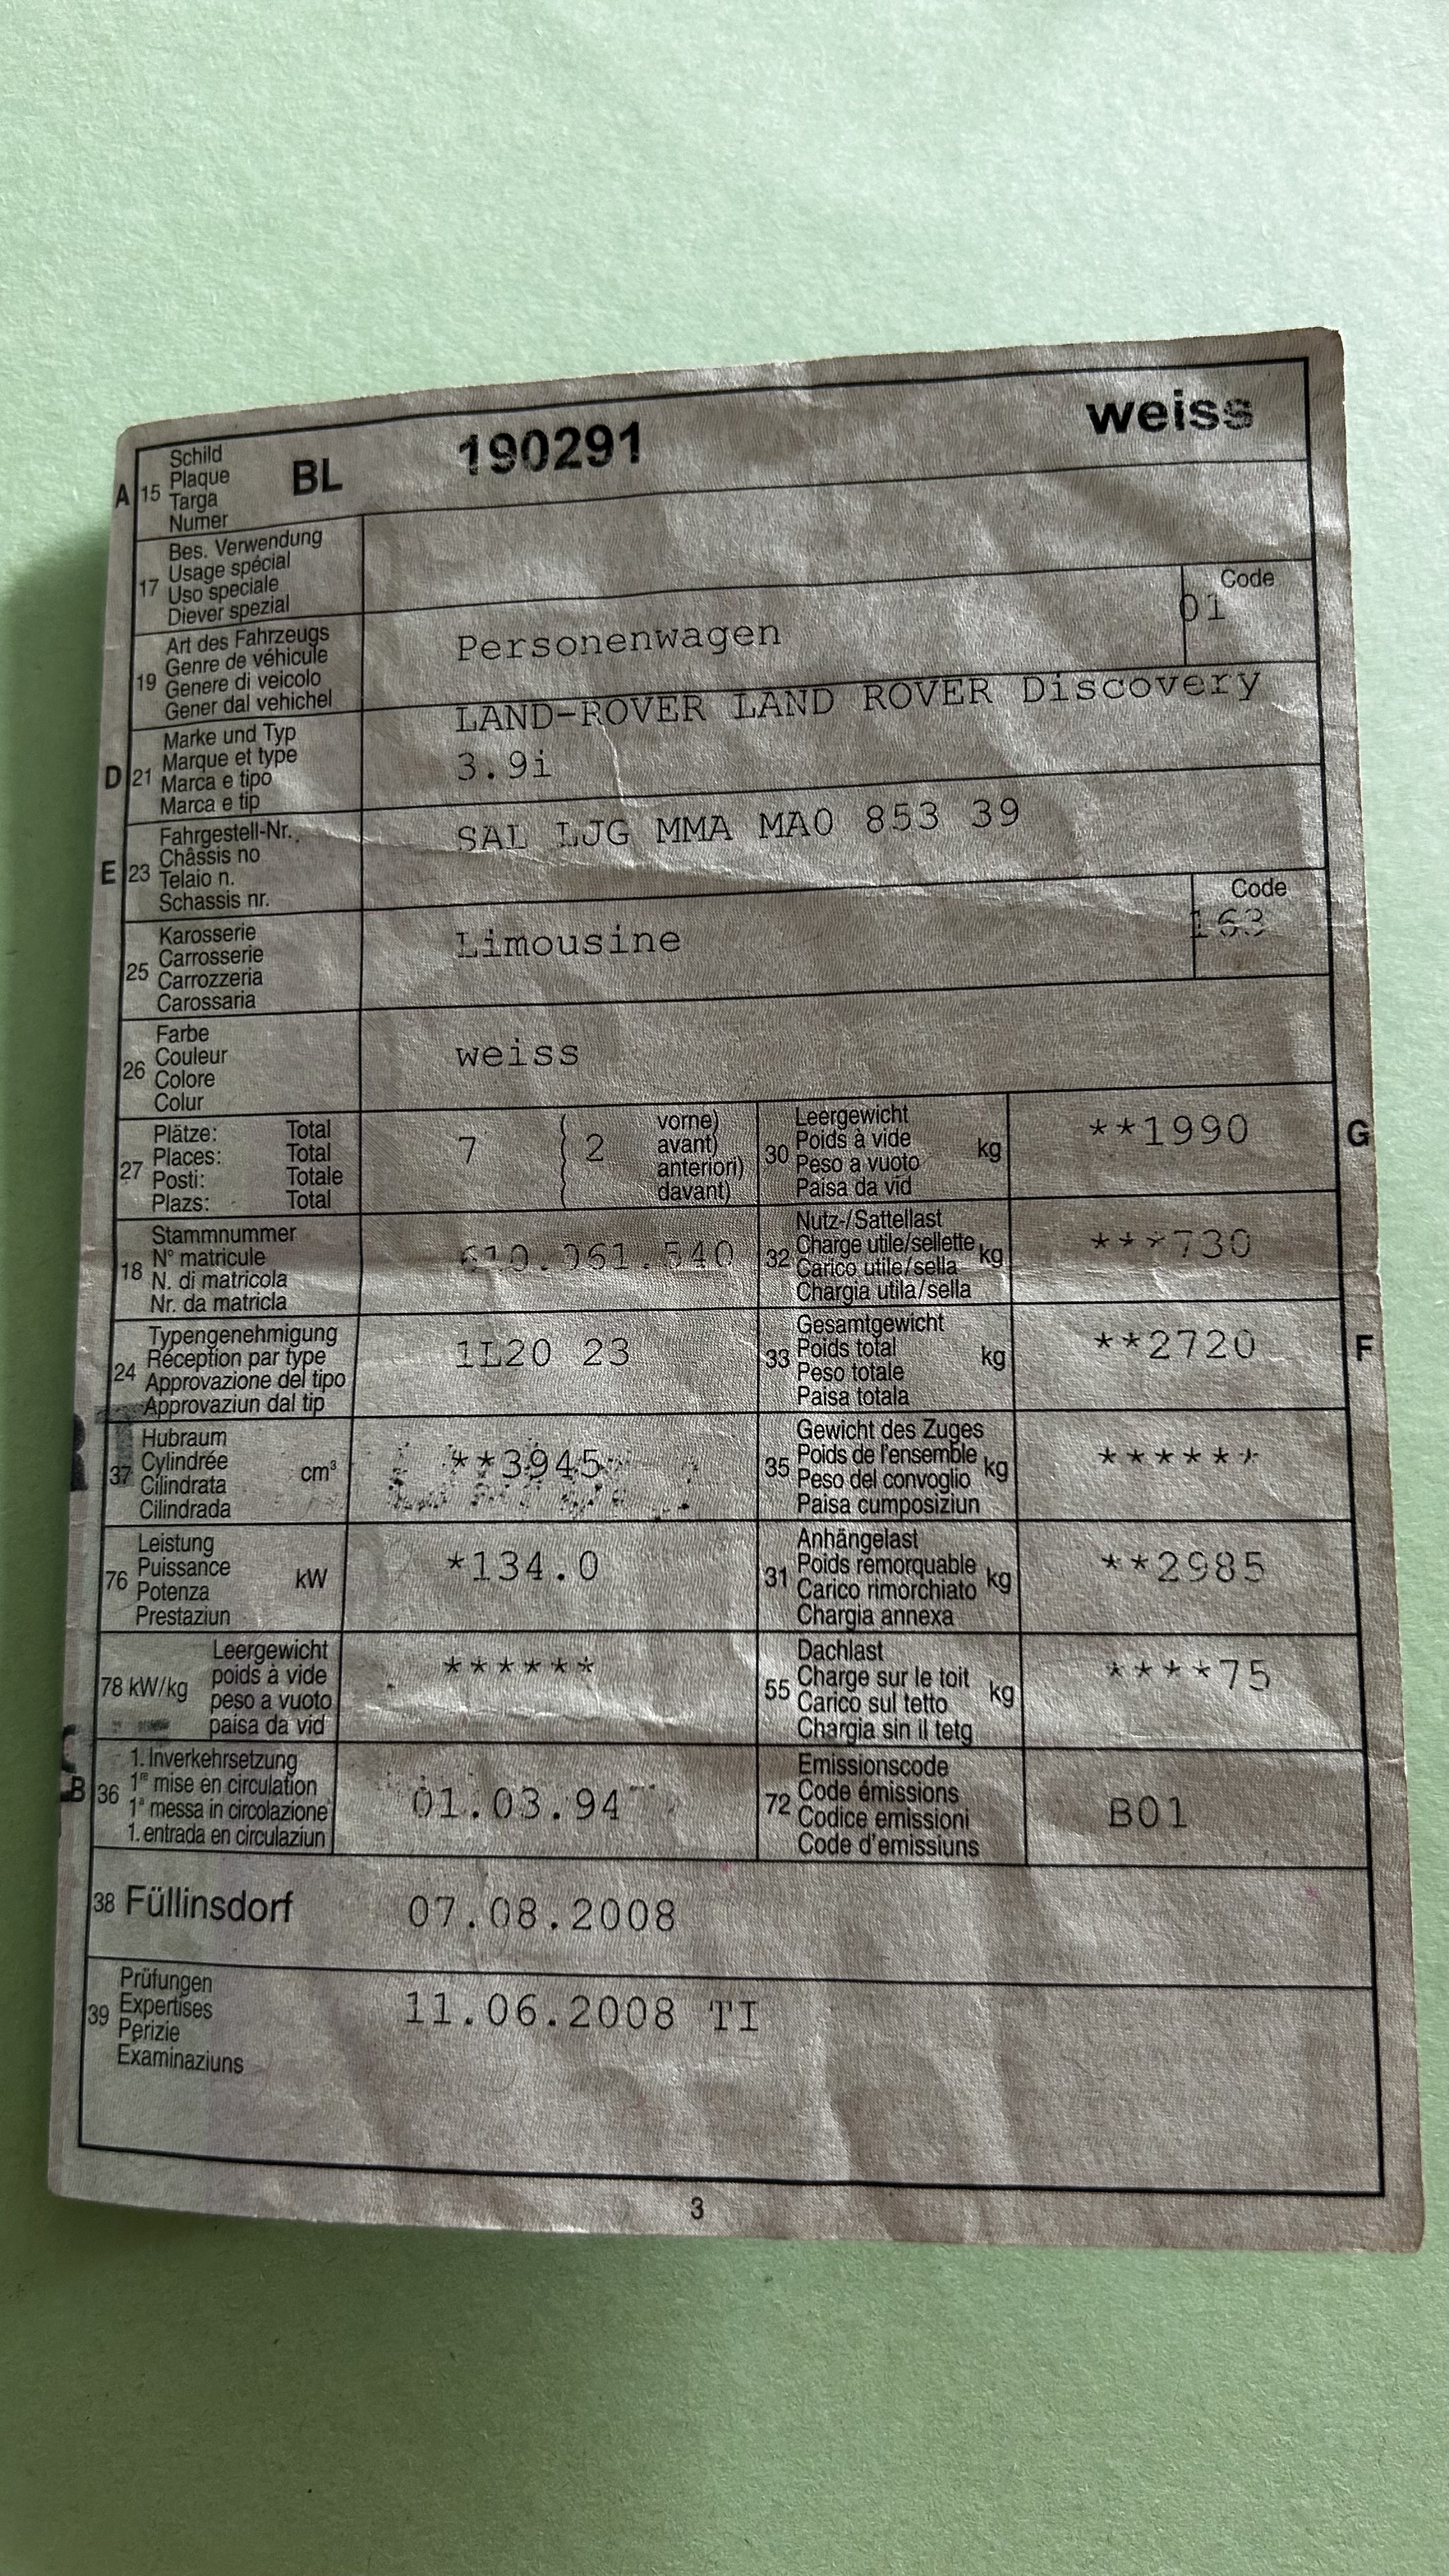 A 15 Schild Plaque Targa Numer BL 190291 weiss
17 Bes. Verwendung
Usage spécial
Uso speciale
Diever spezial
19 Art des Fahrzeugs
Genre de véhicule
Genere di veicolo
Gener dal vehichel
Personenwagen
Code
01
D 21 Marke und Typ
Marque et type
Marca e tipo
Marca e tip
LAND-ROVER LAND ROVER Discovery
3.9i
E 23 Fahrgestell-Nr.
Châssis no
Telaio n.
Schassis nr.
SAL LJG MMA MA0 853 39
25 Karosserie
Carrosserie
Carrozzeria
Carossaria
Limousine
Code
163
26 Farbe
Couleur
Colore
Colur
weiss
27 Plätze: Total
Places: Total
Posti: Totale
Plazs: Total
7 { 2
vorne)
avant)
anteriori)
davant)
30 Leergewicht
Poids à vide
Peso a vuoto
Paisa da vid
kg
**1990
G
18 Stammnummer
N° matricule
N. di matricola
Nr. da matricla
32 Nutz-/Sattellast
Charge utile/sellette
Carico utile/sella
Chargia utila/sella
kg
***730
24 Typengenehmigung
Réception par type
Approvazione del tipo
Approvaziun dal tip
1L20 23
33 Gesamtgewicht
Poids total
Peso totale
Paisa totala
kg
**2720
F
37 Hubraum
Cylindrée
Cilindrata
Cilindrada
cm³
**3945
35 Gewicht des Zuges
Poids de l'ensemble
Peso del convoglio
Paisa cumposiziun
kg
******
76 Leistung
Puissance
Potenza
Prestaziun
kW
*134.0
31 Anhängelast
Poids remorquable
Carico rimorchiato
Chargia annexa
kg
**2985
78 kW/kg
Leergewicht
poids à vide
peso a vuoto
paisa da vid
******
55 Dachlast
Charge sur le toit
Carico sul tetto
Chargia sin il tetg
kg
****75
B 36 1. Inverkehrsetzung
1re mise en circulation
1a messa in circolazione
1. entrada en circulaziun
01.03.94
72 Emissionscode
Code émissions
Codice emissioni
Code d'emissiuns
B01
38 Füllinsdorf 07.08.2008
39 Prüfungen
Expertises
Perizie
Examinaziuns
11.06.2008 TI
3